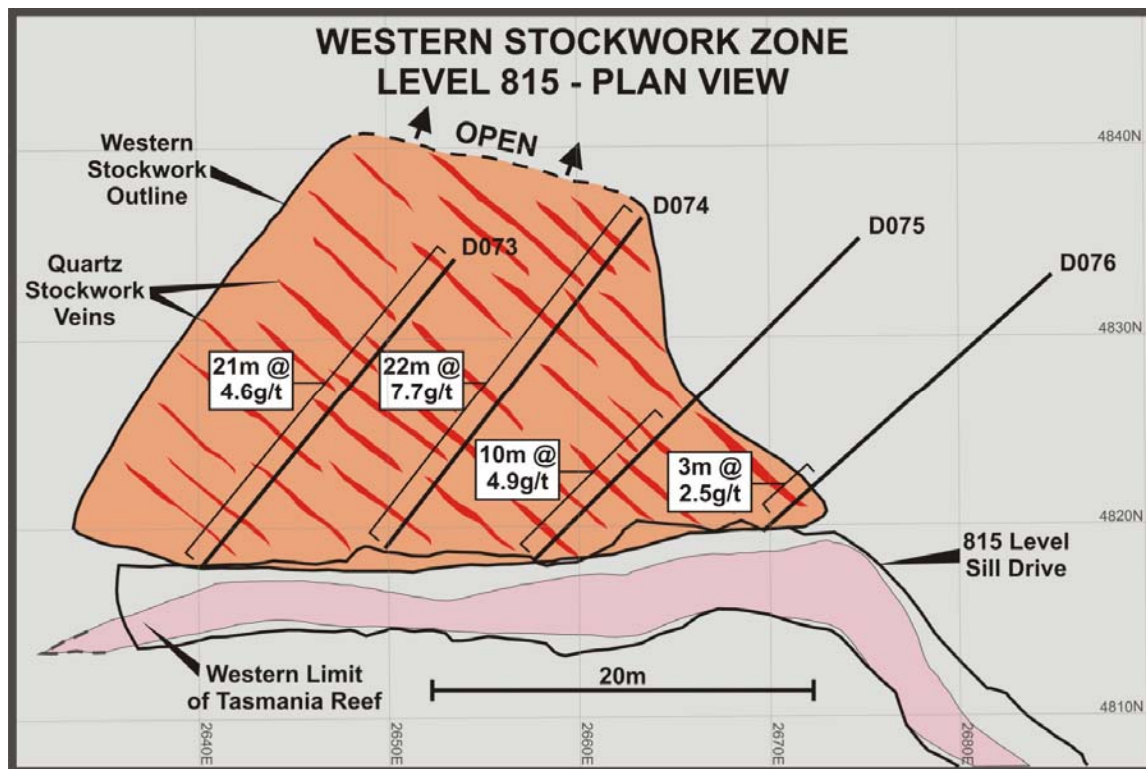 WESTERN STOCKWORK ZONE
LEVEL 815 - PLAN VIEW
OPEN
4840N
Western
Stockwork
Outline
D074
D075
D073
D076
Quartz
Stockwork
Veins
4830N
21m @
4.6g/t
22m @
7.7g/t
10m @
4.9g/t
3m @
2.5g/t
4820N
815 Level
Sill Drive
Western Limit
of Tasmania Reef
20m
4810N
2640E
2650E
2660E
2670E
2680E